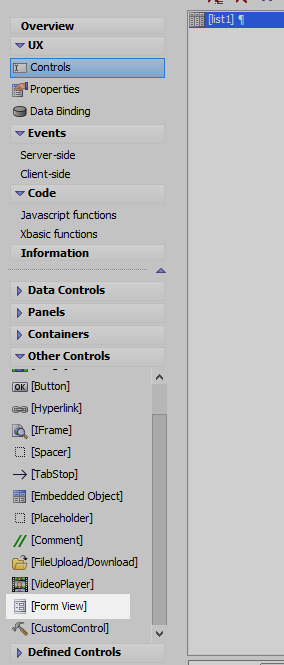 Overview
UX
Controls
Properties
Data Binding
Events
Server-side
Client-side
Code
Javascript functions
Xbasic functions
Information
Data Controls
Panels
Containers
Other Controls
[Button]
[Hyperlink]
[IFrame]
[Spacer]
[TabStop]
[Embedded Object]
[Placeholder]
[Comment]
[FileUpload/Download]
[VideoPlayer]
[Form View]
[CustomControl]
Defined Controls
[list1] ¶